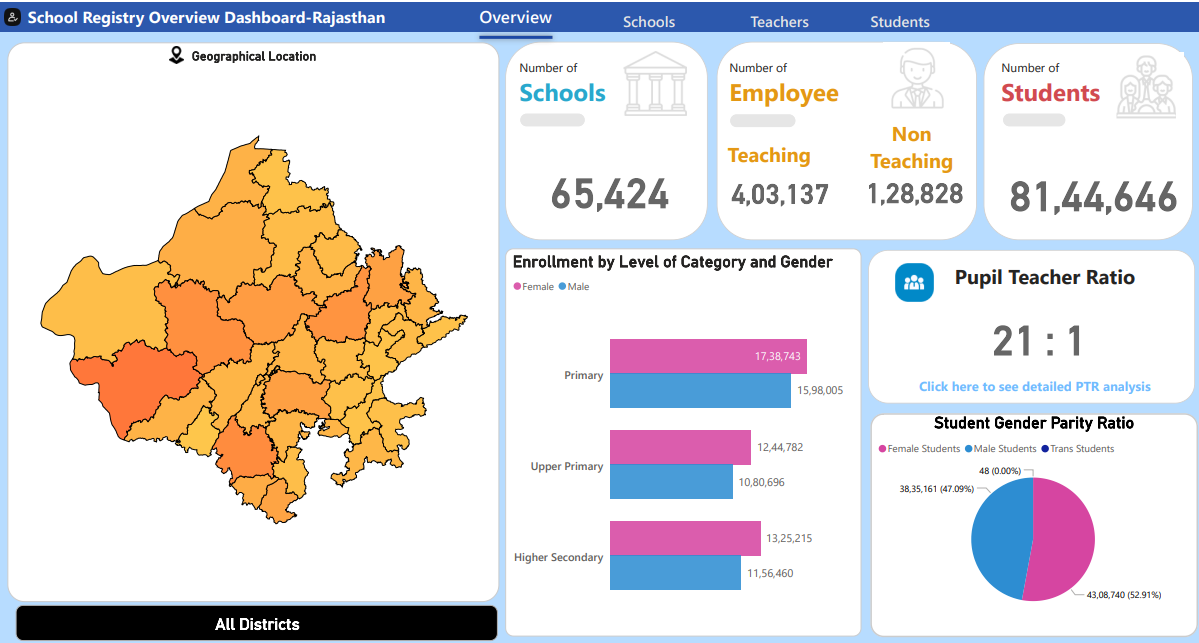 School Registry Overview Dashboard-Rajasthan
Overview
Schools
Teachers
Students
Geographical Location
All Districts
Number of
Schools
65,424
Number of
Employee
Teaching
4,03,137
Non
Teaching
1,28,828
Number of
Students
81,44,646
Enrollment by Level of Category and Gender
Female Male
Primary
17,38,743
15,98,005
Upper Primary
12,44,782
10,80,696
Higher Secondary
13,25,215
11,56,460
Pupil Teacher Ratio
21 : 1
Click here to see detailed PTR analysis
Student Gender Parity Ratio
Female Students Male Students Trans Students
48 (0.00%)
38,35,161 (47.09%)
43,08,740 (52.91%)